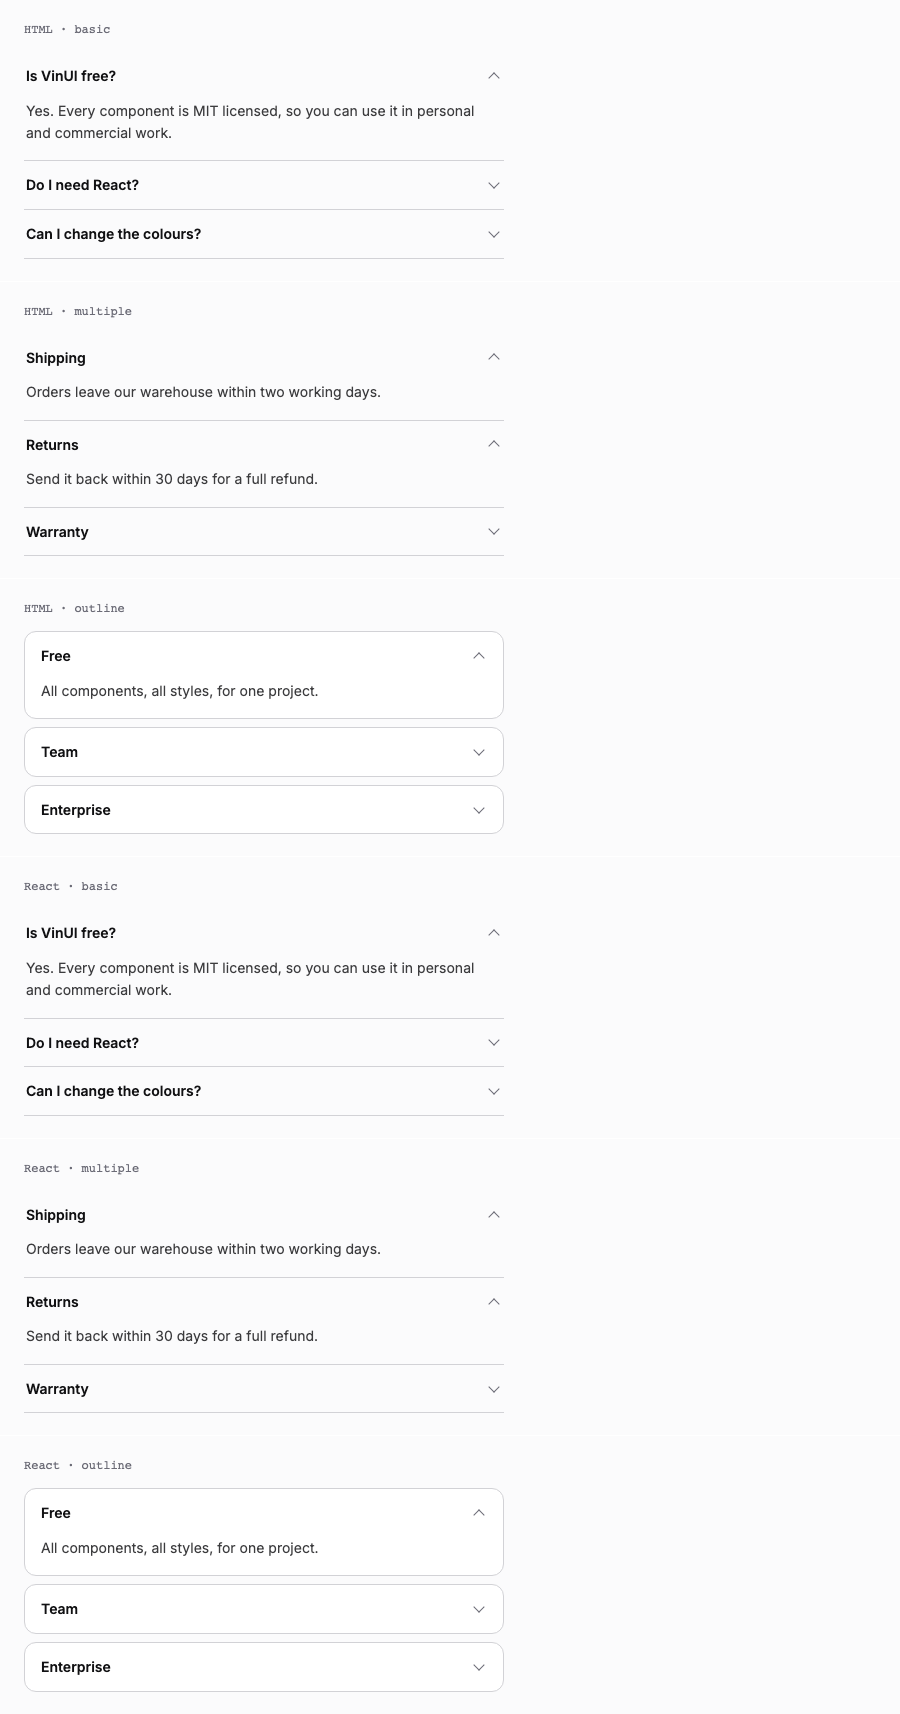 HTML · basic
Is VinUI free?
Yes. Every component is MIT licensed, so you can use it in personal
and commercial work.
Do I need React?
Can I change the colours?
HTML · multiple
Shipping
Orders leave our warehouse within two working days.
Returns
Send it back within 30 days for a full refund.
Warranty
HTML · outline
Free
All components, all styles, for one project.
Team
Enterprise
React · basic
Is VinUI free?
Yes. Every component is MIT licensed, so you can use it in personal
and commercial work.
Do I need React?
Can I change the colours?
React · multiple
Shipping
Orders leave our warehouse within two working days.
Returns
Send it back within 30 days for a full refund.
Warranty
React · outline
Free
All components, all styles, for one project.
Team
Enterprise